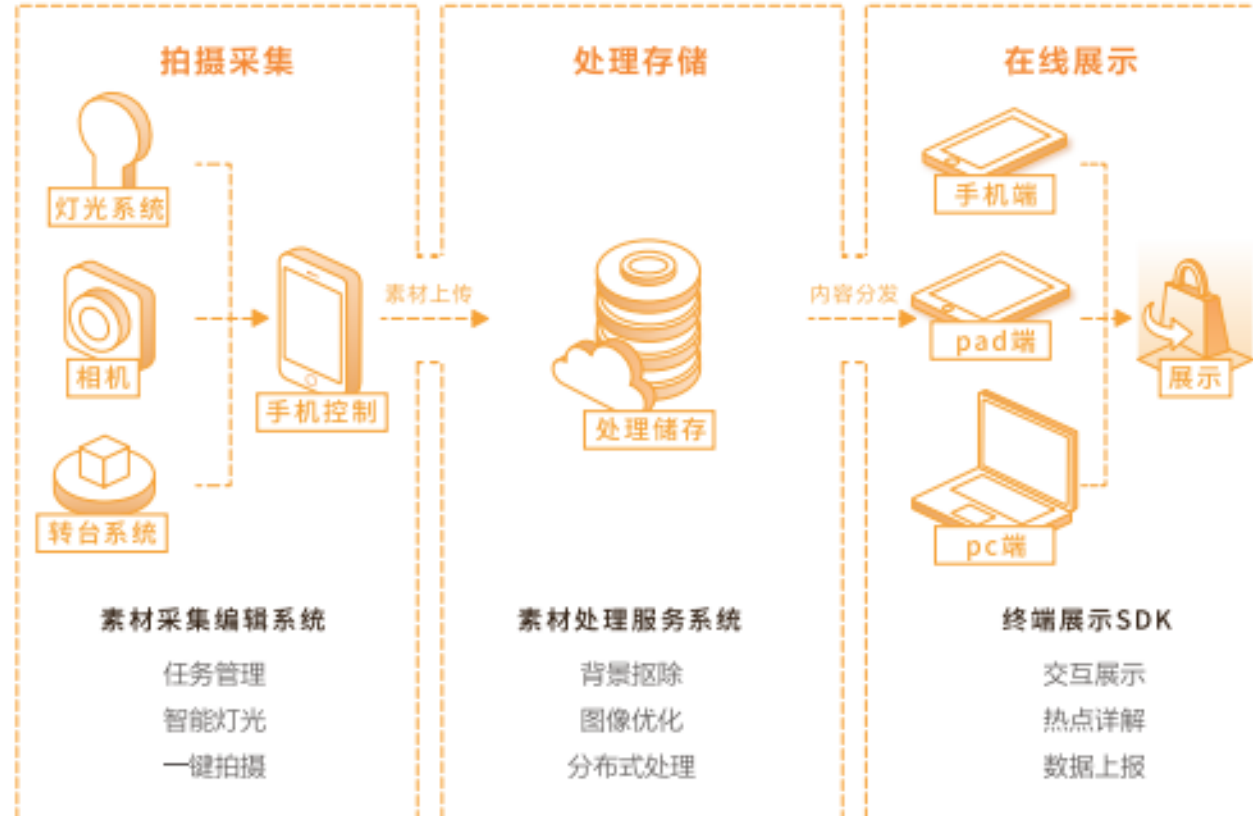 拍摄采集
灯光系统
相机
转台系统
手机控制
素材上传
素材采集编辑系统
任务管理
智能灯光
一键拍摄
处理存储
处理储存
内容分发
素材处理服务系统
背景抠除
图像优化
分布式处理
在线展示
手机端
pad端
pc端
展示
终端展示SDK
交互展示
热点详解
数据上报